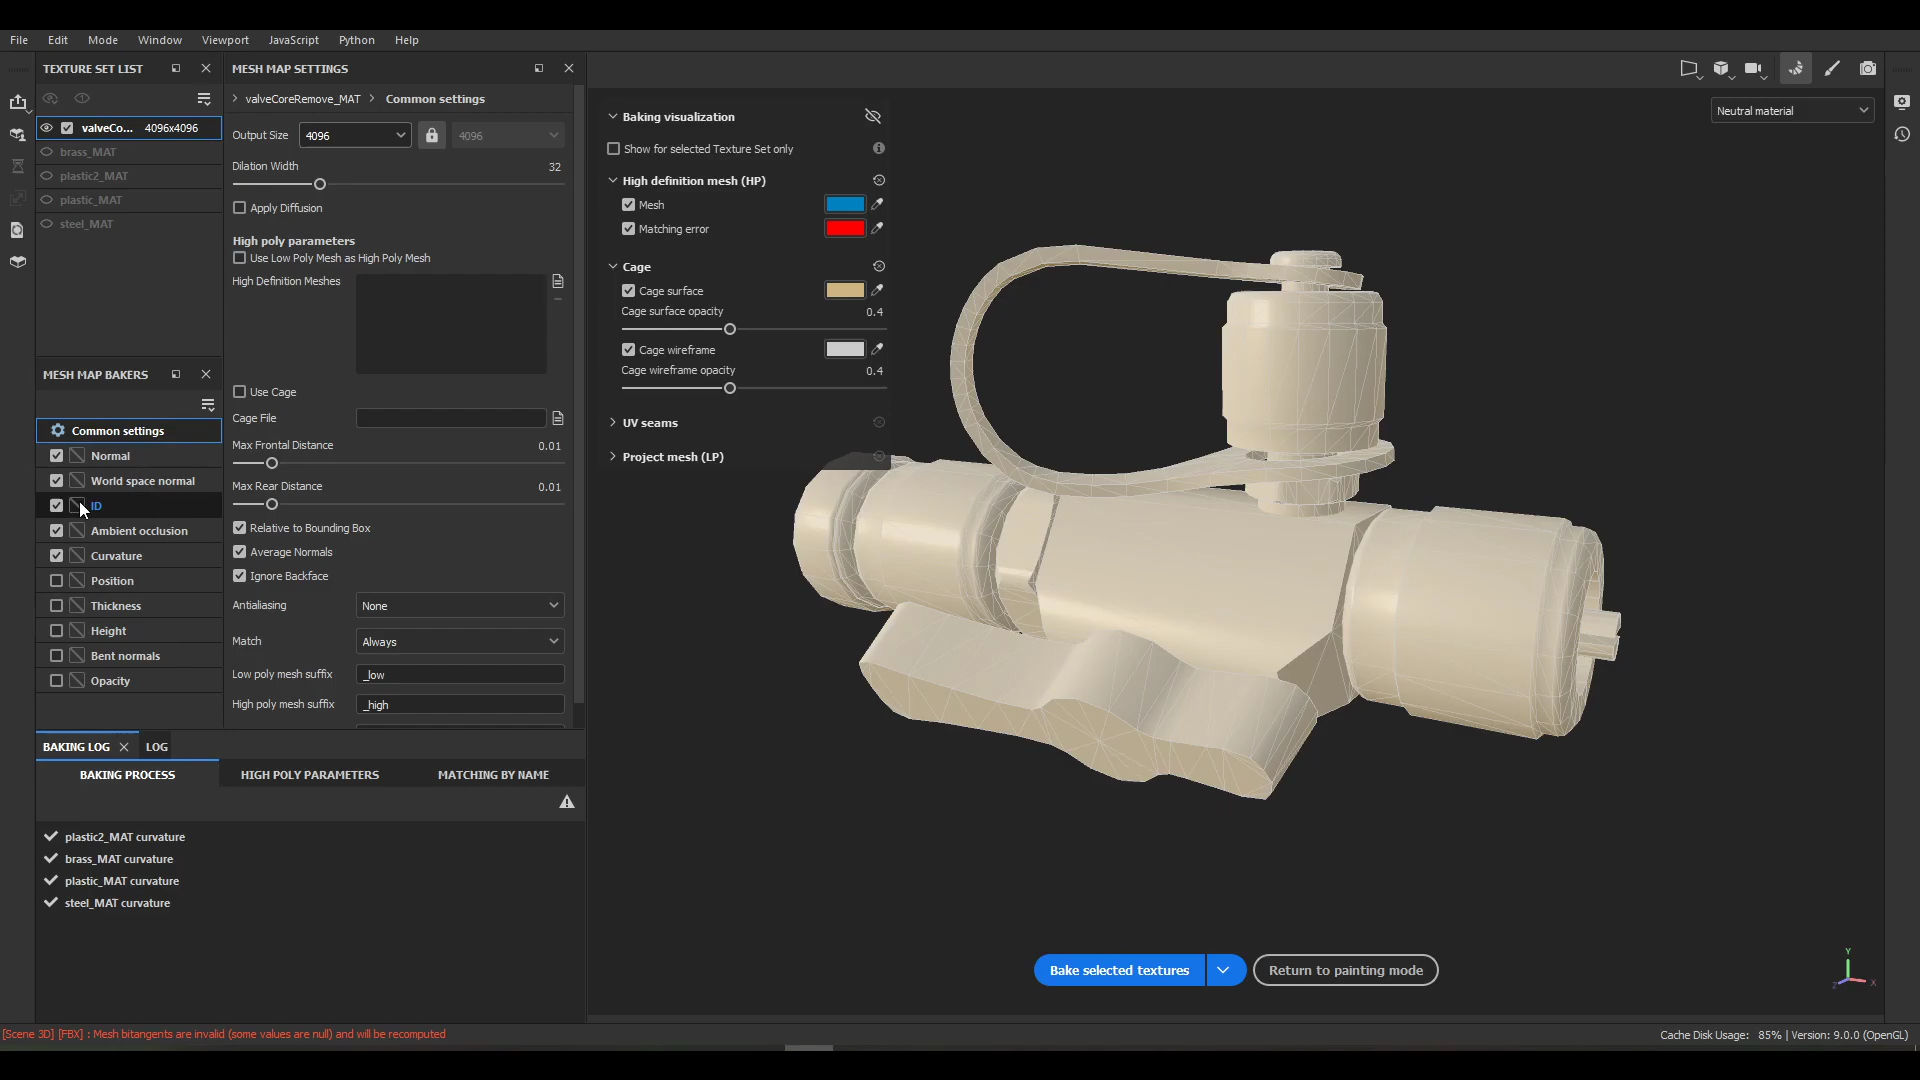 File Edit Mode Window Viewport JavaScript Python Help
TEXTURE SET LIST
valveCo... 4096x4096
brass_MAT
plastic2_MAT
plastic_MAT
steel_MAT
MESH MAP BAKERS
Common settings
Normal
World space normal
ID
Ambient occlusion
Curvature
Position
Thickness
Height
Bent normals
Opacity
MESH MAP SETTINGS
valveCoreRemove_MAT > Common settings
Output Size 4096 4096
Dilation Width 32
Apply Diffusion
High poly parameters
Use Low Poly Mesh as High Poly Mesh
High Definition Meshes
Use Cage
Cage File
Max Frontal Distance 0.01
Max Rear Distance 0.01
Relative to Bounding Box
Average Normals
Ignore Backface
Antialiasing None
Match Always
Low poly mesh suffix _low
High poly mesh suffix _high
BAKING LOG LOG
BAKING PROCESS HIGH POLY PARAMETERS MATCHING BY NAME
plastic2_MAT curvature
brass_MAT curvature
plastic_MAT curvature
steel_MAT curvature
Baking visualization
Show for selected Texture Set only
High definition mesh (HP)
Mesh
Matching error
Cage
Cage surface
Cage surface opacity 0.4
Cage wireframe
Cage wireframe opacity 0.4
UV seams
Project mesh (LP)
Neutral material
Bake selected textures
Return to painting mode
Y
Z X
[Scene 3D] [FBX] : Mesh bitangents are invalid (some values are null) and will be recomputed
Cache Disk Usage: 85% | Version: 9.0.0 (OpenGL)